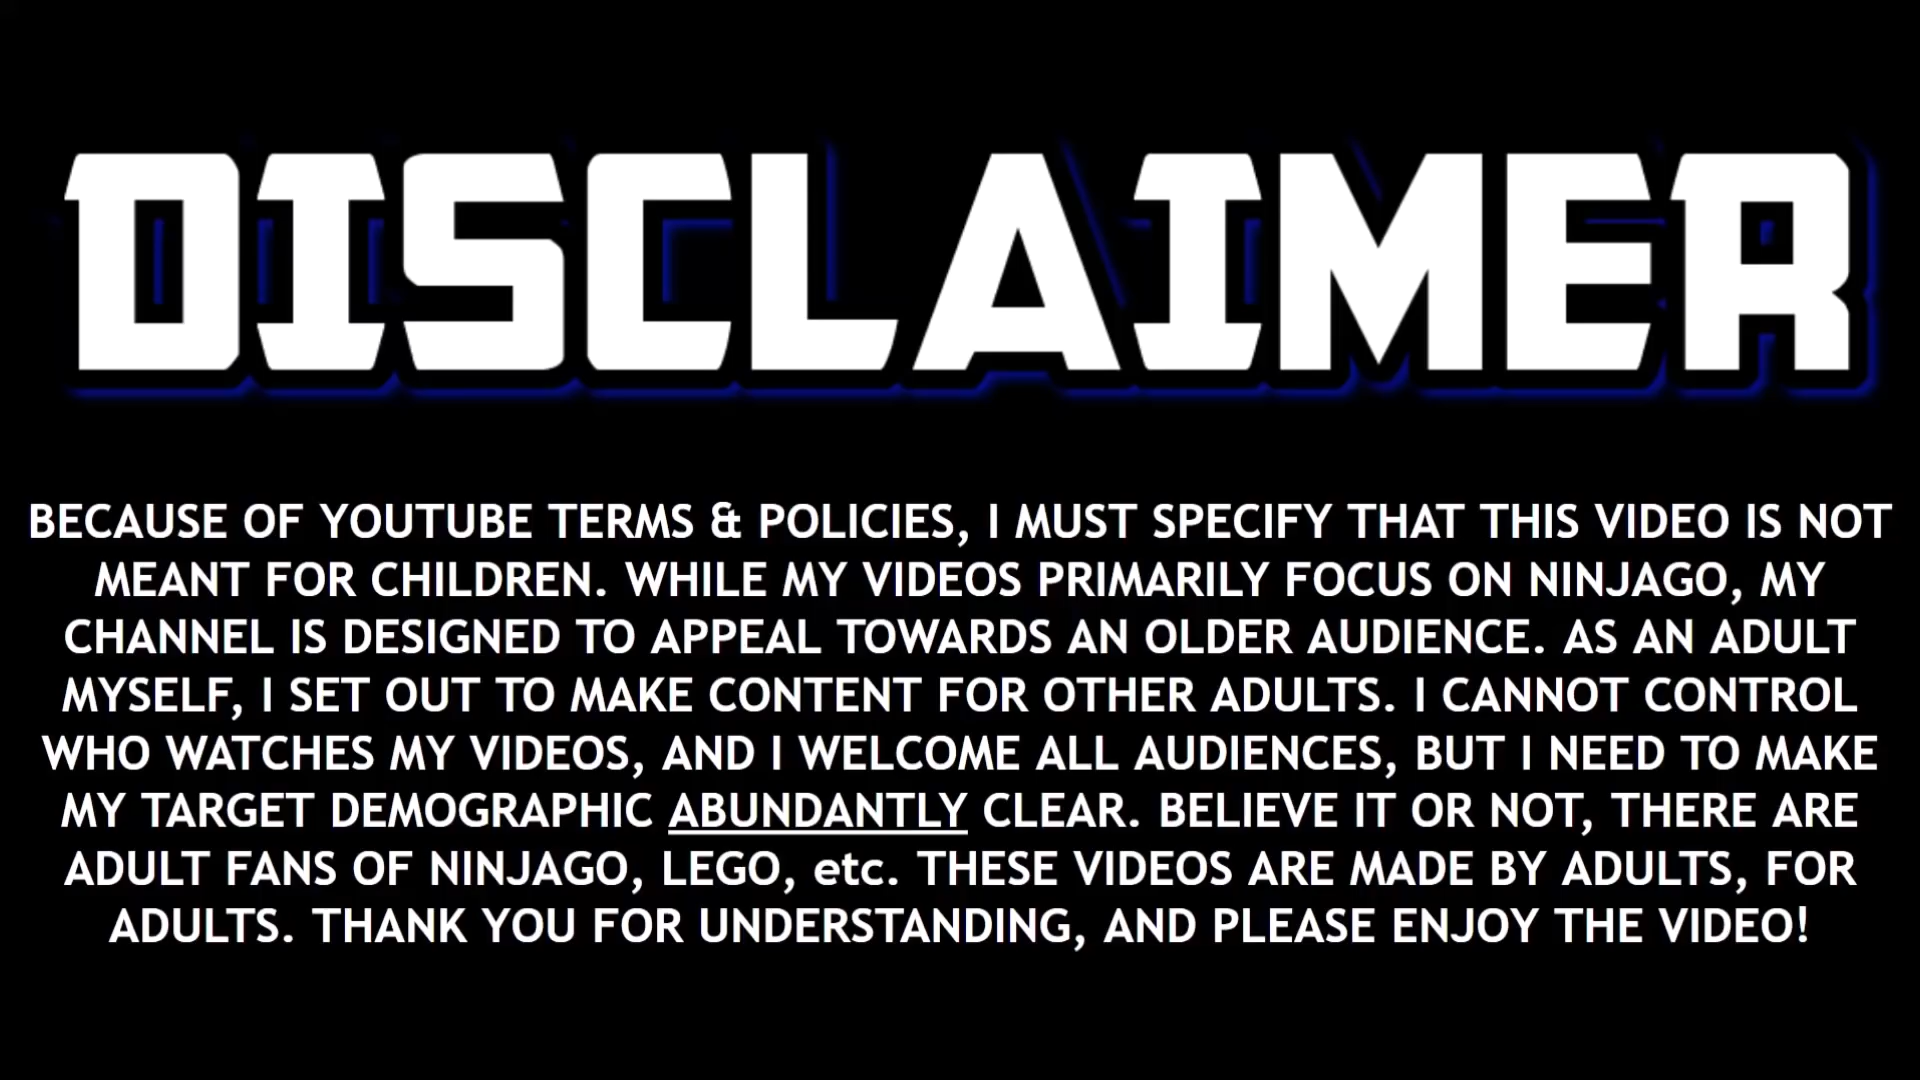 DISCLAIMER
BECAUSE OF YOUTUBE TERMS & POLICIES, I MUST SPECIFY THAT THIS VIDEO IS NOT
MEANT FOR CHILDREN. WHILE MY VIDEOS PRIMARILY FOCUS ON NINJAGO, MY
CHANNEL IS DESIGNED TO APPEAL TOWARDS AN OLDER AUDIENCE. AS AN ADULT
MYSELF, I SET OUT TO MAKE CONTENT FOR OTHER ADULTS. I CANNOT CONTROL
WHO WATCHES MY VIDEOS, AND I WELCOME ALL AUDIENCES, BUT I NEED TO MAKE
MY TARGET DEMOGRAPHIC ABUNDANTLY CLEAR. BELIEVE IT OR NOT, THERE ARE
ADULT FANS OF NINJAGO, LEGO, etc. THESE VIDEOS ARE MADE BY ADULTS, FOR
ADULTS. THANK YOU FOR UNDERSTANDING, AND PLEASE ENJOY THE VIDEO!